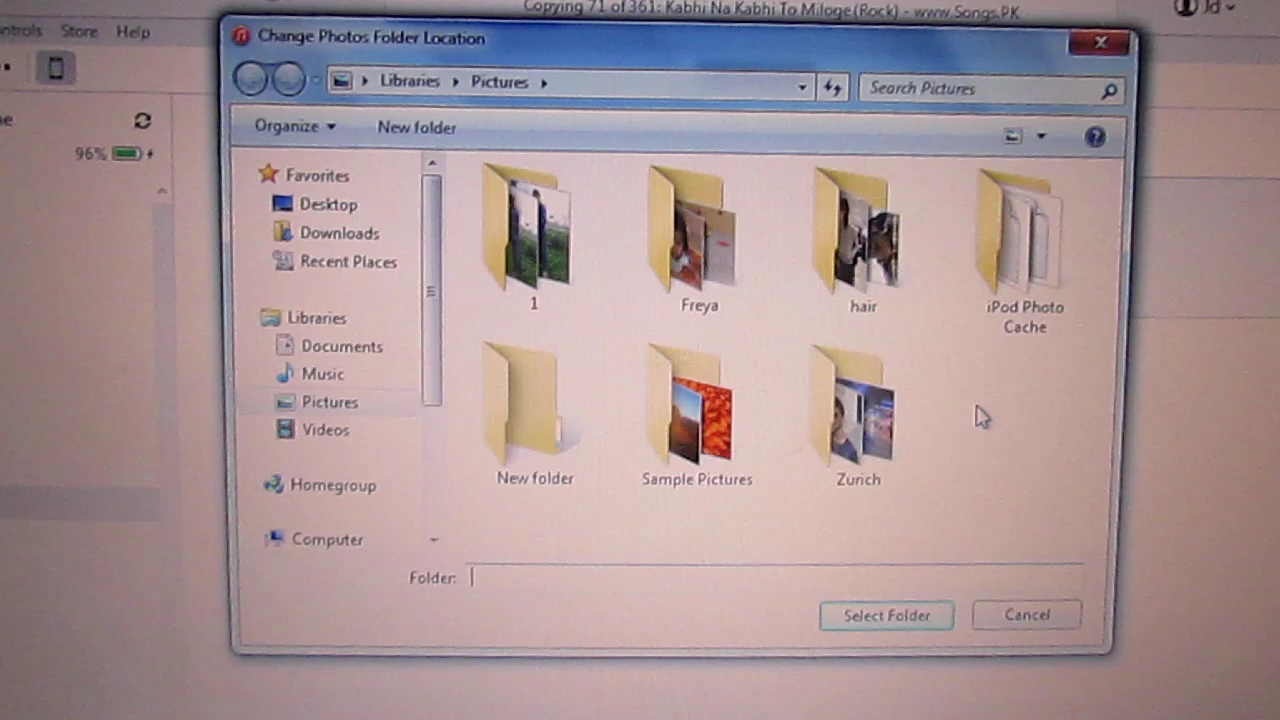 Copying 71 of 361: Kabhi Na Kabhi To Miloge(Rock) - www.Songs.PK
Jd
Store Help
Change Photos Folder Location
Libraries Pictures
Search Pictures
Organize New folder
96%
Favorites
Desktop
Downloads
Recent Places
Libraries
Documents
Music
Pictures
Videos
Homegroup
Computer
1
Freya
hair
iPod Photo
Cache
New folder
Sample Pictures
Zurich
Folder:
Select Folder
Cancel